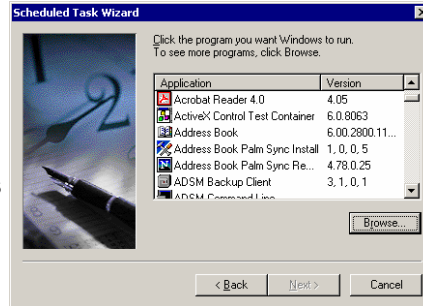 Scheduled Task Wizard
Click the program you want Windows to run.
To see more programs, click Browse.
Application Version
Acrobat Reader 4.0 4.05
ActiveX Control Test Container 6.0.8063
Address Book 6.00.2800.11...
Address Book Palm Sync Install 1, 0, 0, 5
Address Book Palm Sync Re... 4.78.0.25
ADSM Backup Client 3, 1, 0, 1
ADSM Command Line
Browse...
< Back Next > Cancel